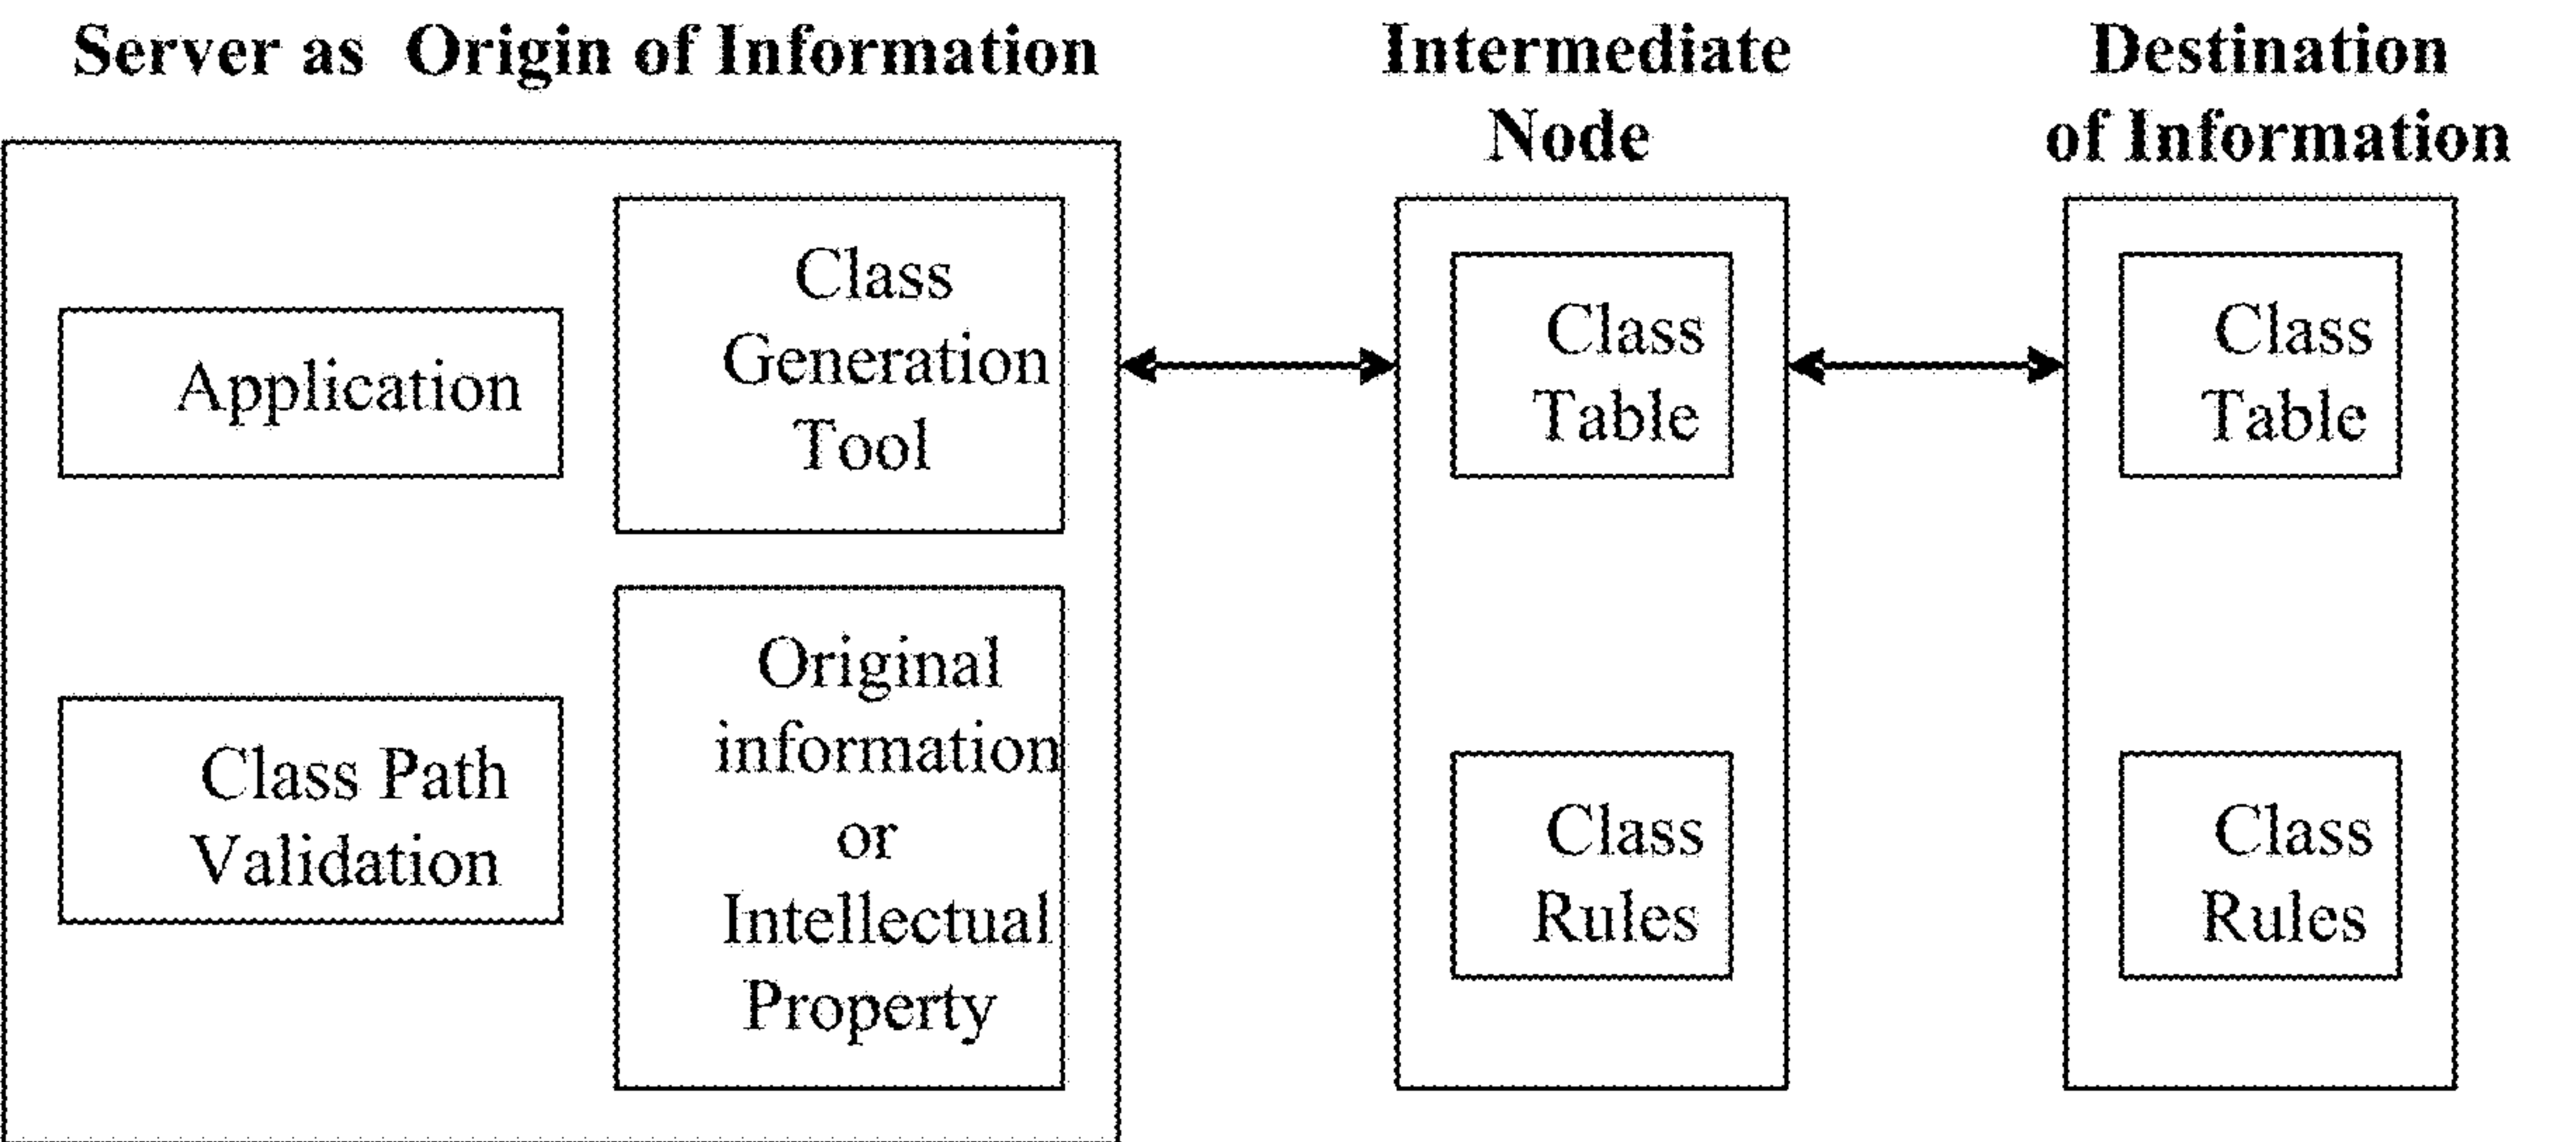 Server as Origin of Information
Intermediate
Node
Destination
of Information
Application
Class
Generation
Tool
Class Path
Validation
Original
information
or
Intellectual
Property
Class
Table
Class
Rules
Class
Table
Class
Rules